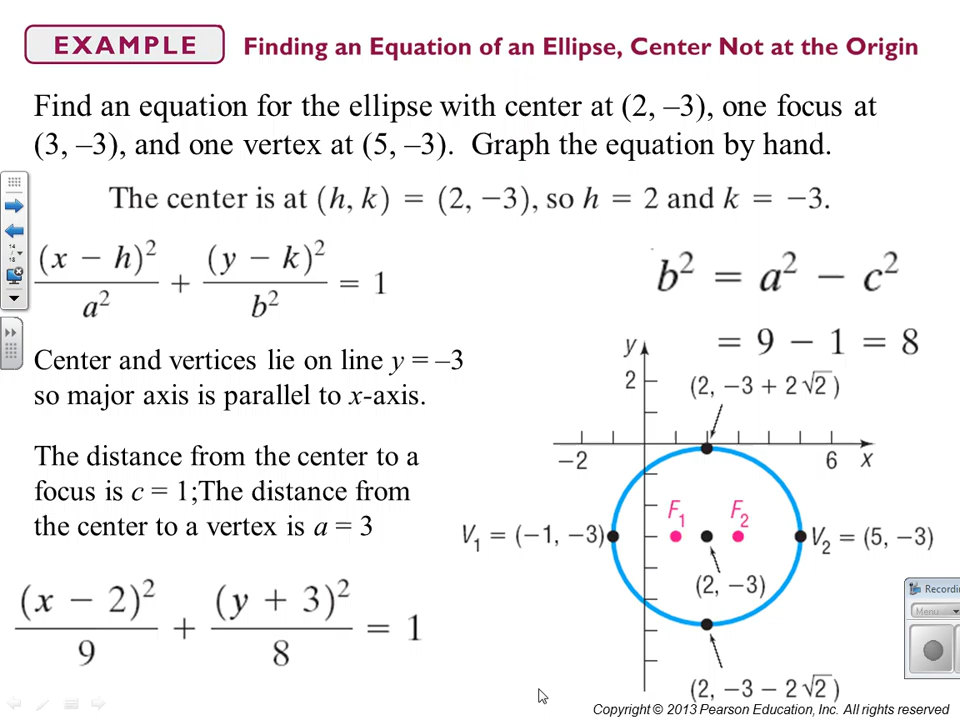 EXAMPLE Finding an Equation of an Ellipse, Center Not at the Origin
Find an equation for the ellipse with center at (2, –3), one focus at
(3, –3), and one vertex at (5, –3).  Graph the equation by hand.
The center is at (h, k) = (2, −3), so h = 2 and k = −3.
(x − h)²/a² + (y − k)²/b² = 1
b² = a² − c²
= 9 − 1 = 8
Center and vertices lie on line y = –3
so major axis is parallel to x-axis.
The distance from the center to a
focus is c = 1;The distance from
the center to a vertex is a = 3
(x − 2)²/9 + (y + 3)²/8 = 1
y
2
(2, −3 + 2√2)
−2
6
x
F₁
F₂
V₁ = (−1, −3)
V₂ = (5, −3)
(2, −3)
(2, −3 − 2√2)
14
/
18
Recordin
Menu
Copyright © 2013 Pearson Education, Inc. All rights reserved